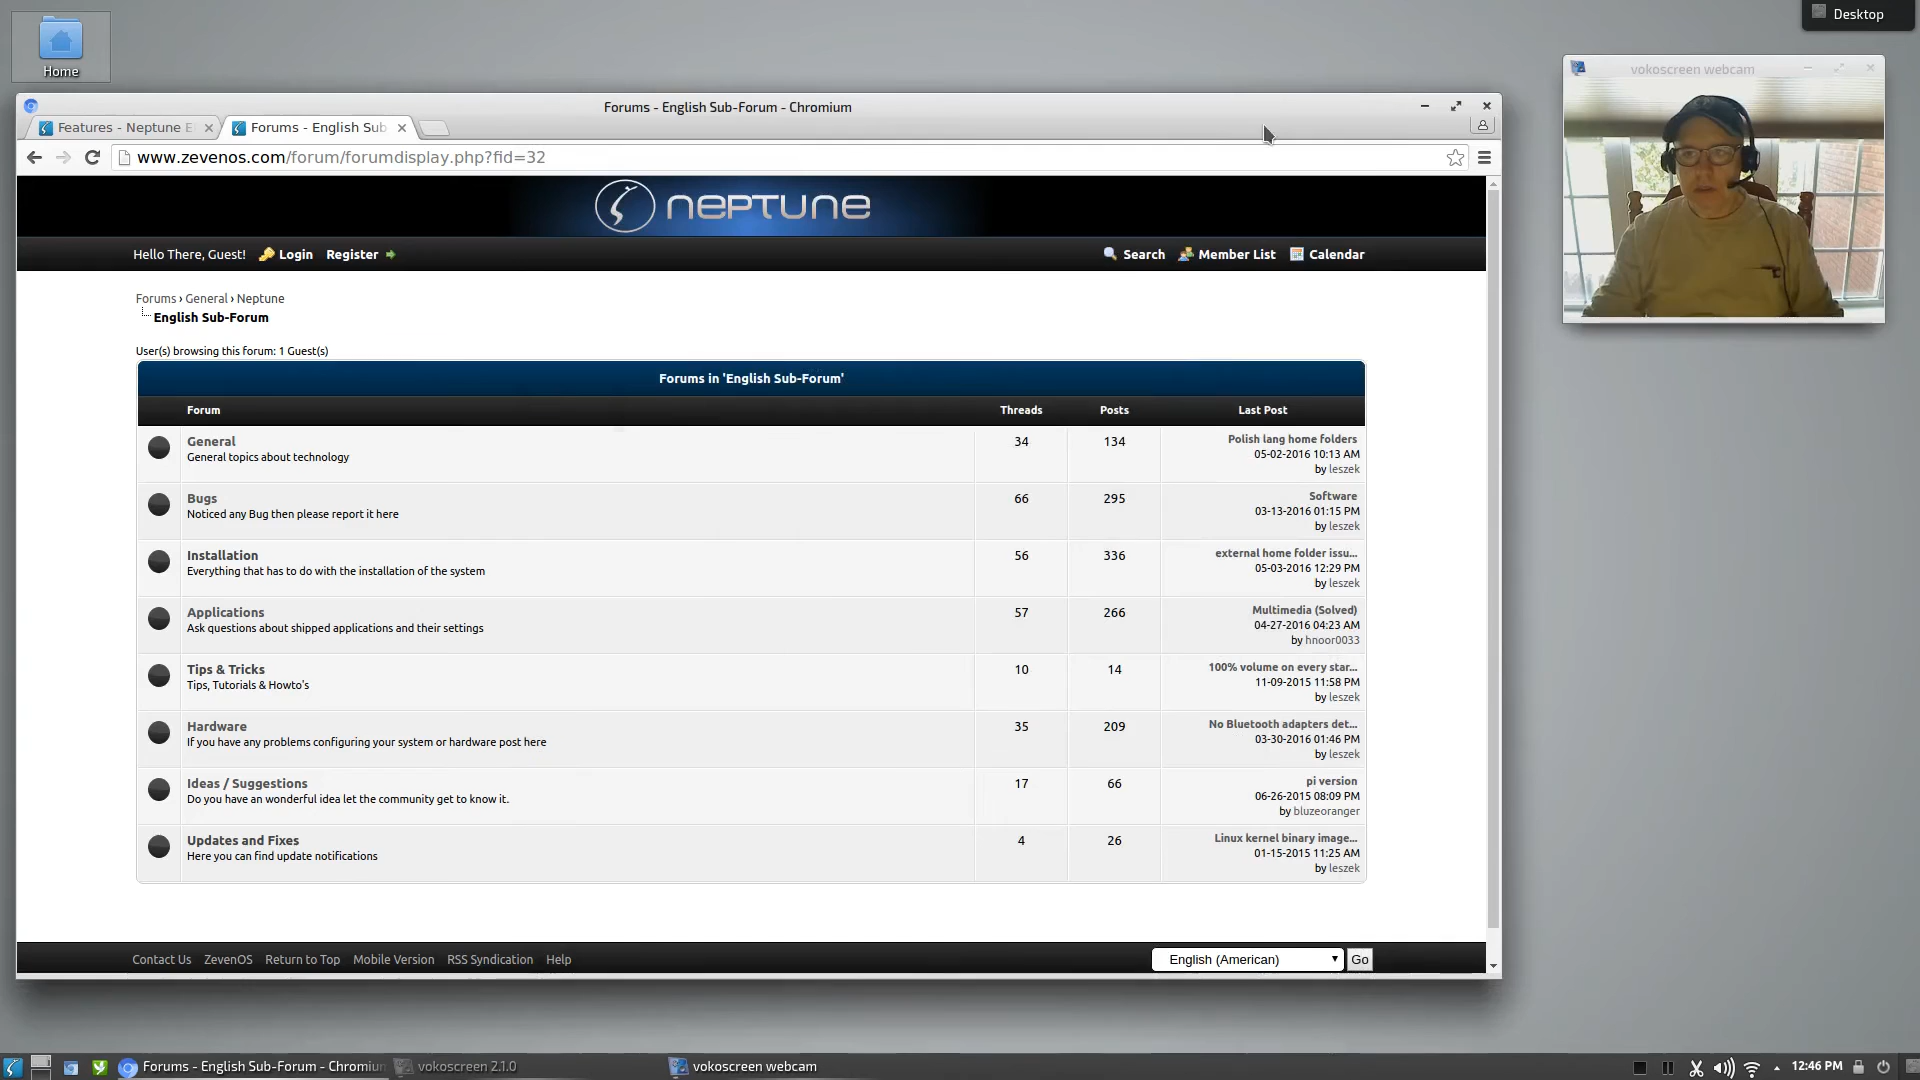 Desktop
Home
vokoscreen webcam
Forums - English Sub-Forum - Chromium
Features - Neptune E
Forums - English Sub
www.zevenos.com/forum/forumdisplay.php?fid=32
neptune
Hello There, Guest! Login Register
Search Member List Calendar
Forums › General › Neptune
English Sub-Forum
User(s) browsing this forum: 1 Guest(s)
Forums in 'English Sub-Forum'
Forum Threads Posts Last Post
General 34 134 Polish lang home folders
General topics about technology 05-02-2016 10:13 AM
by leszek
Bugs 66 295 Software
Noticed any Bug then please report it here 03-13-2016 01:15 PM
by leszek
Installation 56 336 external home folder issu...
Everything that has to do with the installation of the system 05-03-2016 12:29 PM
by leszek
Applications 57 266 Multimedia (Solved)
Ask questions about shipped applications and their settings 04-27-2016 04:23 AM
by hnoor0033
Tips & Tricks 10 14 100% volume on every star...
Tips, Tutorials & Howto's 11-09-2015 11:58 PM
by leszek
Hardware 35 209 No Bluetooth adapters det...
If you have any problems configuring your system or hardware post here 03-30-2016 01:46 PM
by leszek
Ideas / Suggestions 17 66 pi version
Do you have an wonderful idea let the community get to know it. 06-26-2015 08:09 PM
by bluzeoranger
Updates and Fixes 4 26 Linux kernel binary image...
Here you can find update notifications 01-15-2015 11:25 AM
by leszek
Contact Us ZevenOS Return to Top Mobile Version RSS Syndication Help English (American) Go
Forums - English Sub-Forum - Chromiu vokoscreen 2.1.0 vokoscreen webcam 12:46 PM